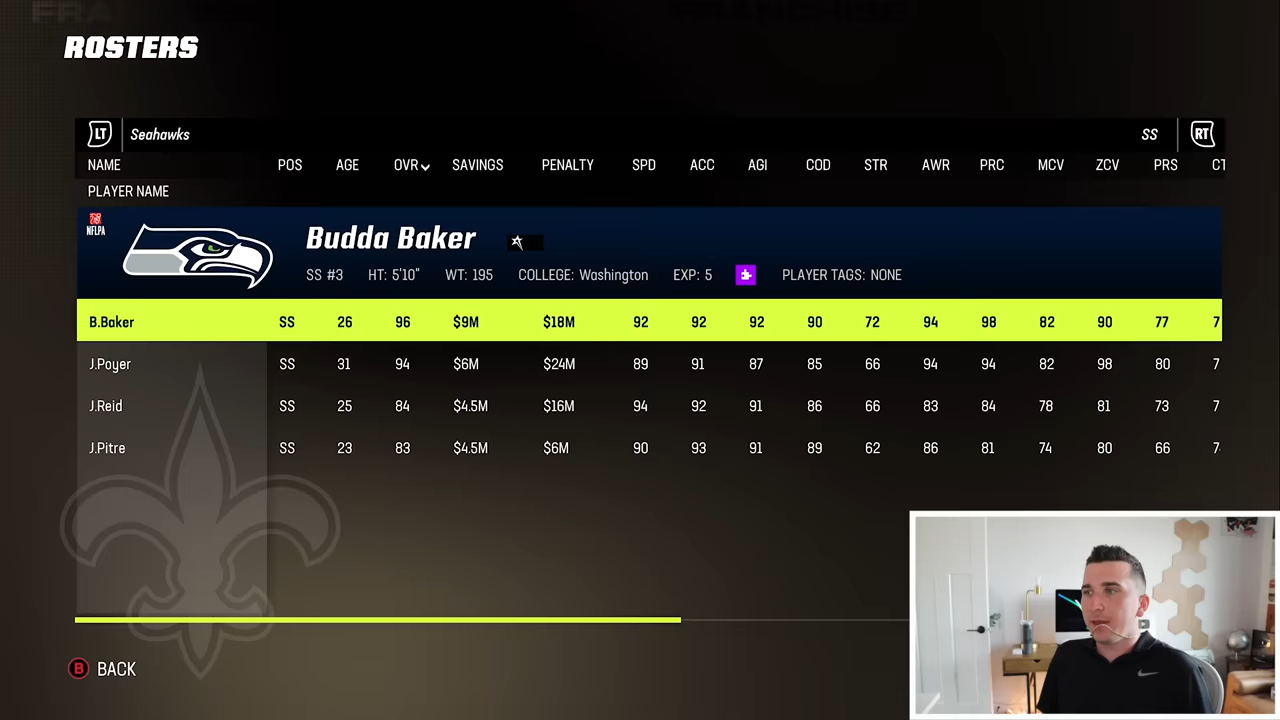 ROSTERS
LT Seahawks SS RT
NAME POS AGE OVR SAVINGS PENALTY SPD ACC AGI COD STR AWR PRC MCV ZCV PRS
PLAYER NAME
NFLPA
Budda Baker
SS #3 HT: 5'10" WT: 195 COLLEGE: Washington EXP: 5 PLAYER TAGS: NONE
B.Baker SS 26 96 $9M $18M 92 92 92 90 72 94 98 82 90 77
J.Poyer SS 31 94 $6M $24M 89 91 87 85 66 94 94 82 98 80
J.Reid SS 25 84 $4.5M $16M 94 92 91 86 66 83 84 78 81 73
J.Pitre SS 23 83 $4.5M $6M 90 93 91 89 62 86 81 74 80 66
B BACK